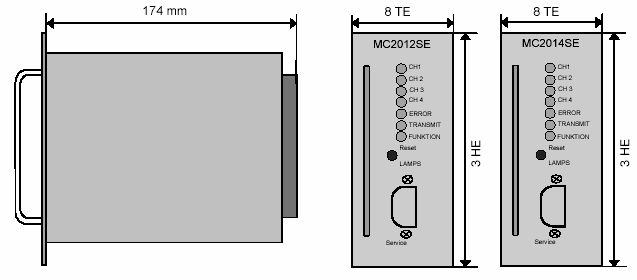 174 mm
8 TE
MC2012SE
CH1
CH 2
CH 3
CH 4
ERROR
TRANSMIT
FUNKTION
Reset
LAMPS
Service
3 HE
8 TE
MC2014SE
CH1
CH 2
CH 3
CH 4
ERROR
TRANSMIT
FUNKTION
Reset
LAMPS
Service
3 HE